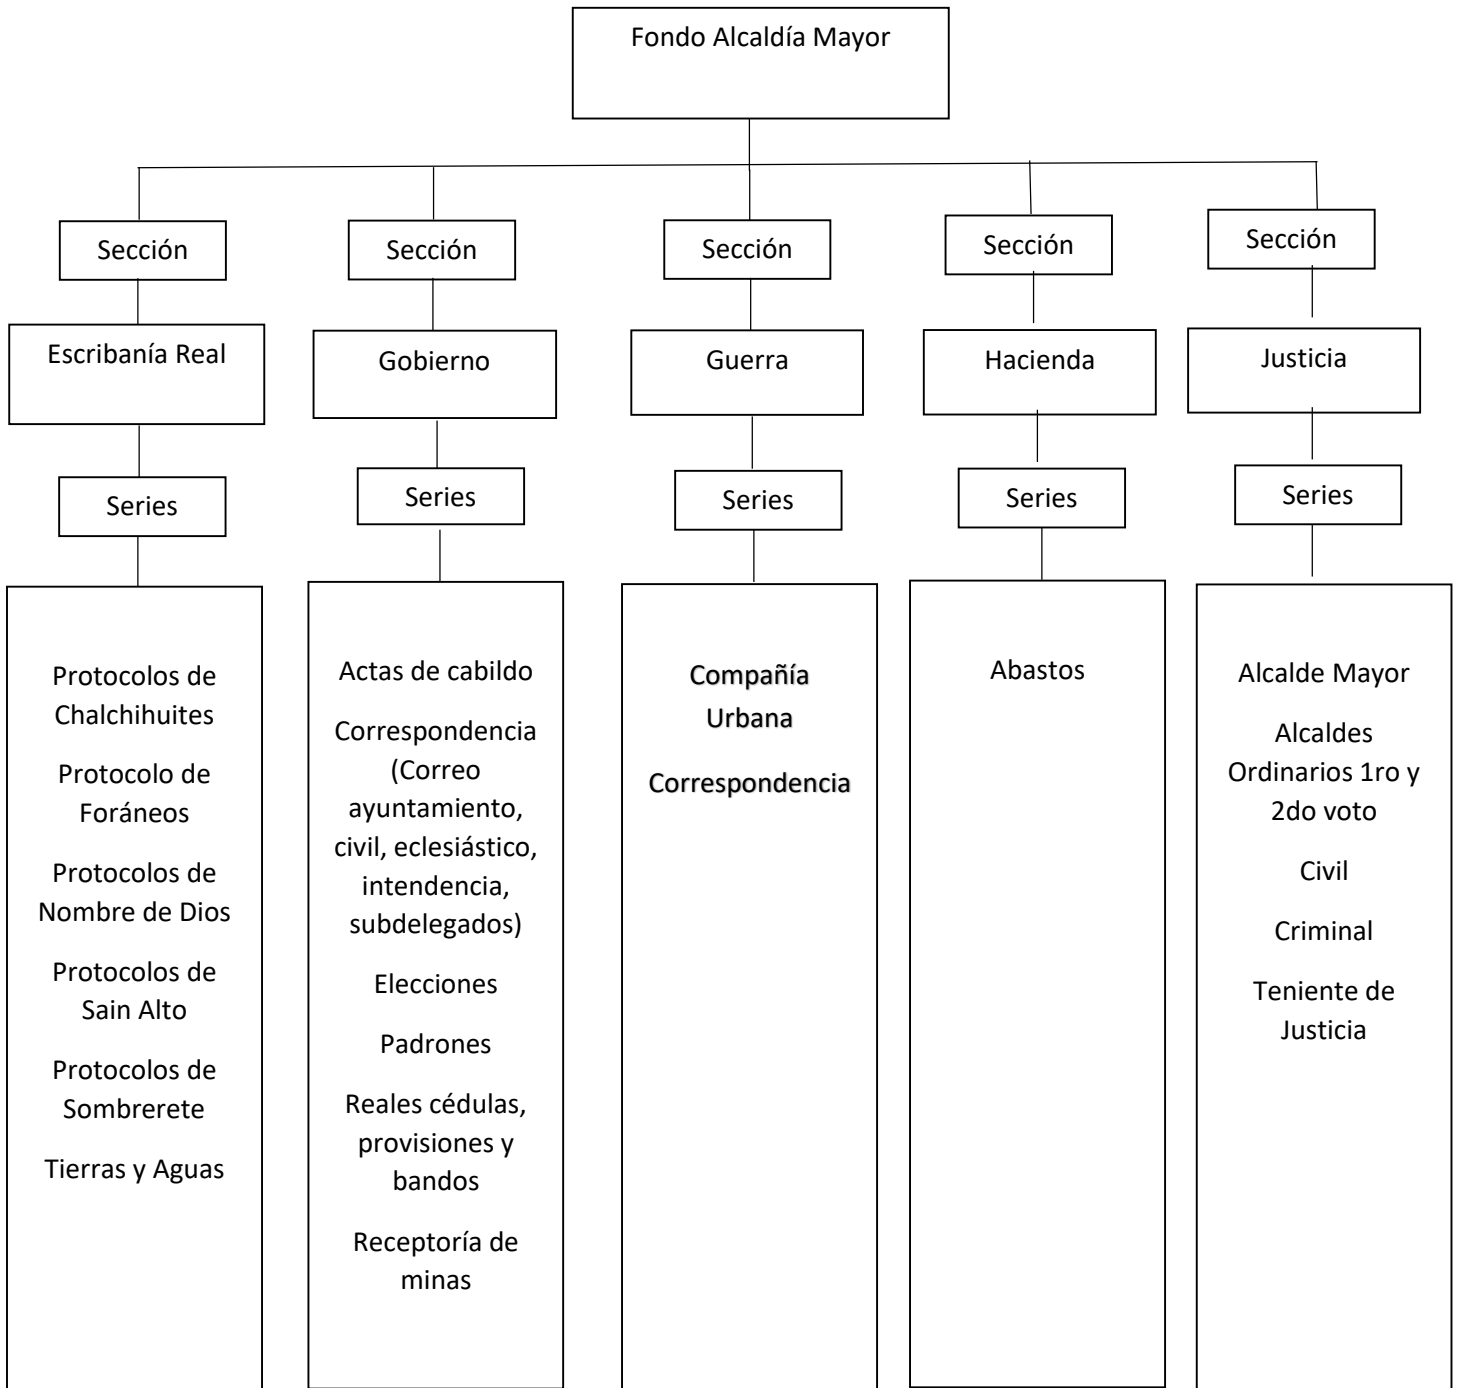 Fondo Alcaldía Mayor
Sección
Sección
Sección
Sección
Sección
Escribanía Real
Gobierno
Guerra
Hacienda
Justicia
Series
Series
Series
Series
Series
Protocolos de
Chalchihuites
Protocolo de
Foráneos
Protocolos de
Nombre de Dios
Protocolos de
Sain Alto
Protocolos de
Sombrerete
Tierras y Aguas
Actas de cabildo
Correspondencia
(Correo
ayuntamiento,
civil, eclesiástico,
intendencia,
subdelegados)
Elecciones
Padrones
Reales cédulas,
provisiones y
bandos
Receptoría de
minas
Compañía
Urbana
Correspondencia
Abastos
Alcalde Mayor
Alcaldes
Ordinarios 1ro y
2do voto
Civil
Criminal
Teniente de
Justicia